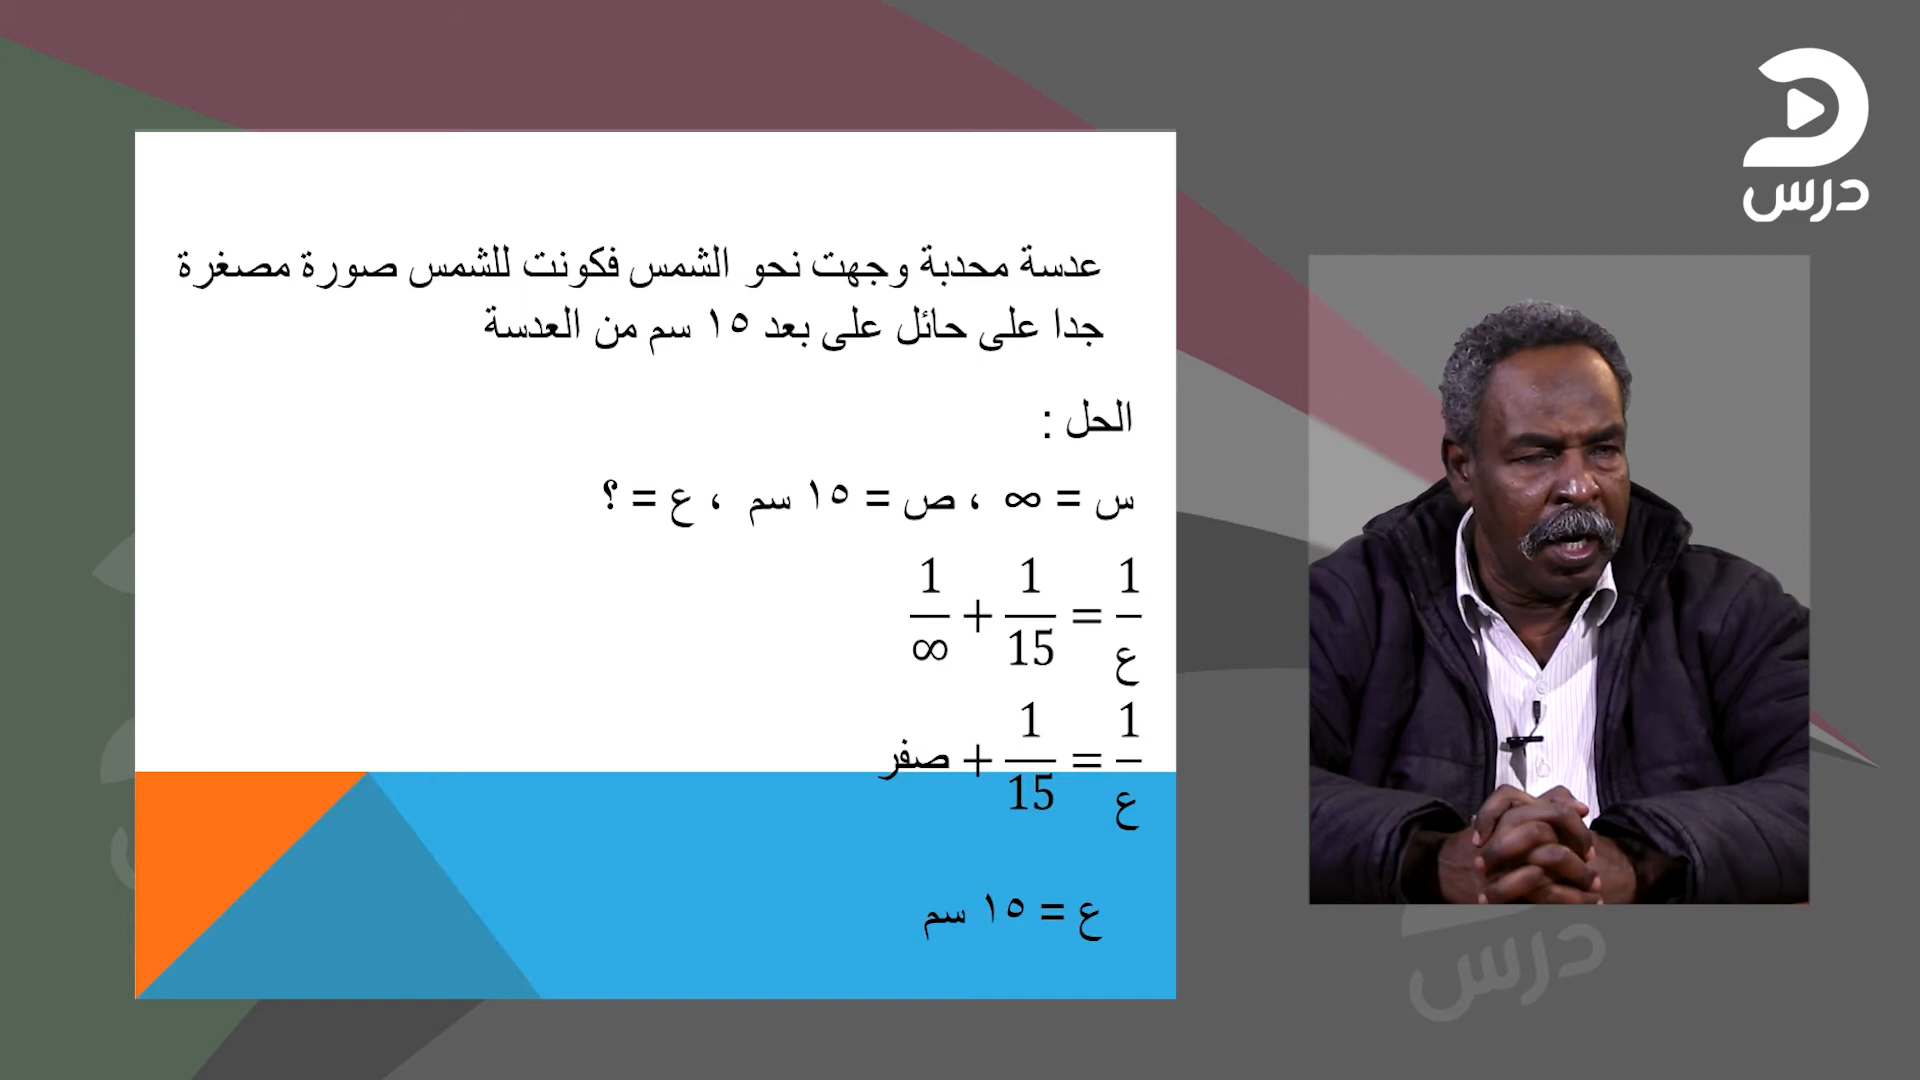 درس
عدسة محدبة وجهت نحو الشمس فكونت للشمس صورة مصغرة
جدا على حائل على بعد ١٥ سم من العدسة
الحل :
س = ∞ ، ص = ١٥ سم ، ع = ؟
1/ع = 1/15 + 1/∞
1/ع = 1/15 + صفر
ع = ١٥ سم
درس